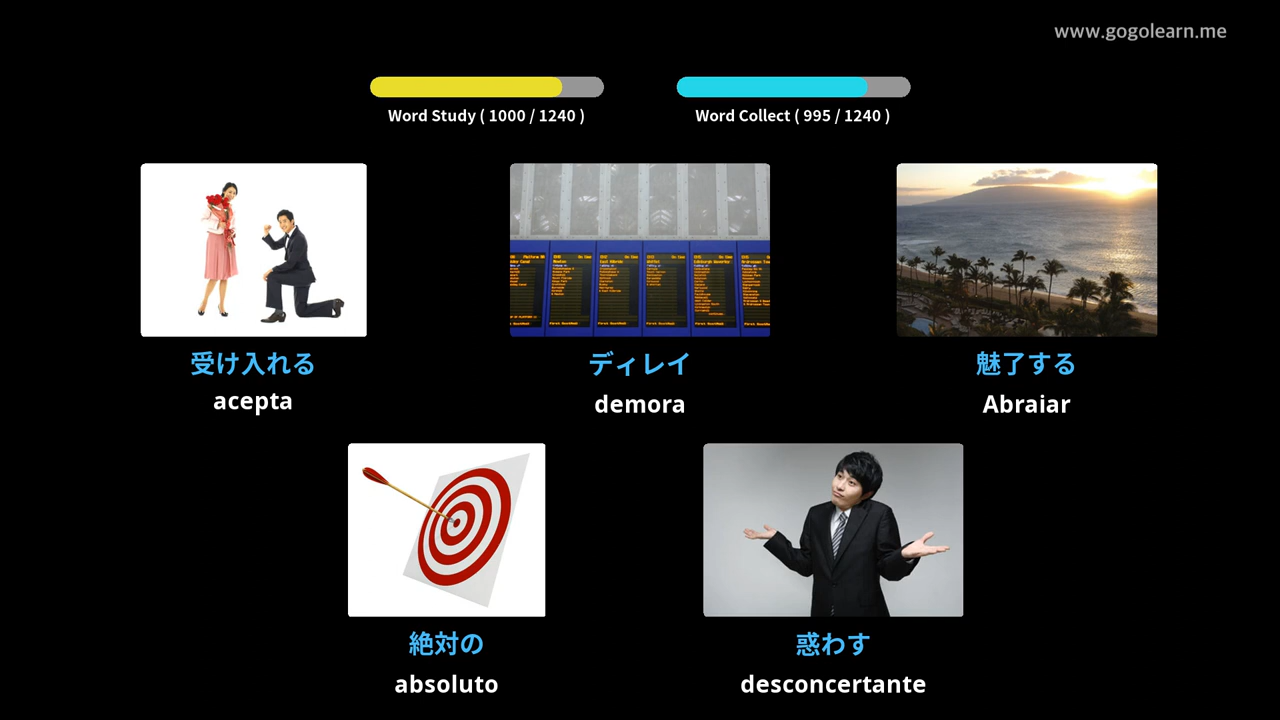 www.gogolearn.me
Word Study ( 1000 / 1240 )
Word Collect ( 995 / 1240 )
受け入れる
acepta
ディレイ
demora
魅了する
Abraiar
絶対の
absoluto
惑わす
desconcertante